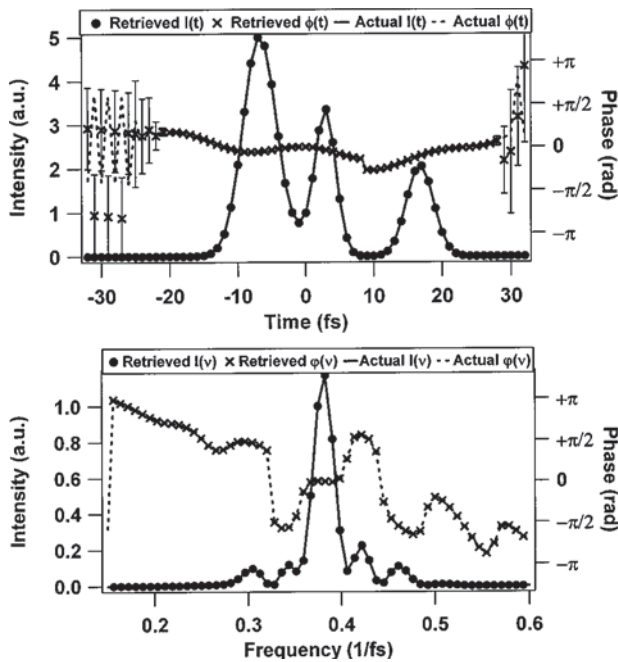 Retrieved I(t) Retrieved ϕ(t) Actual I(t) Actual ϕ(t)
5
4
3
2
1
0
Intensity (a.u.)
+π
+π/2
0
−π/2
−π
Phase (rad)
-30 -20 -10 0 10 20 30
Time (fs)
Retrieved I(ν) Retrieved φ(ν) Actual I(ν) Actual φ(ν)
1.0
0.8
0.6
0.4
0.2
0.0
Intensity (a.u.)
+π
+π/2
0
−π/2
−π
Phase (rad)
0.2 0.3 0.4 0.5 0.6
Frequency (1/fs)